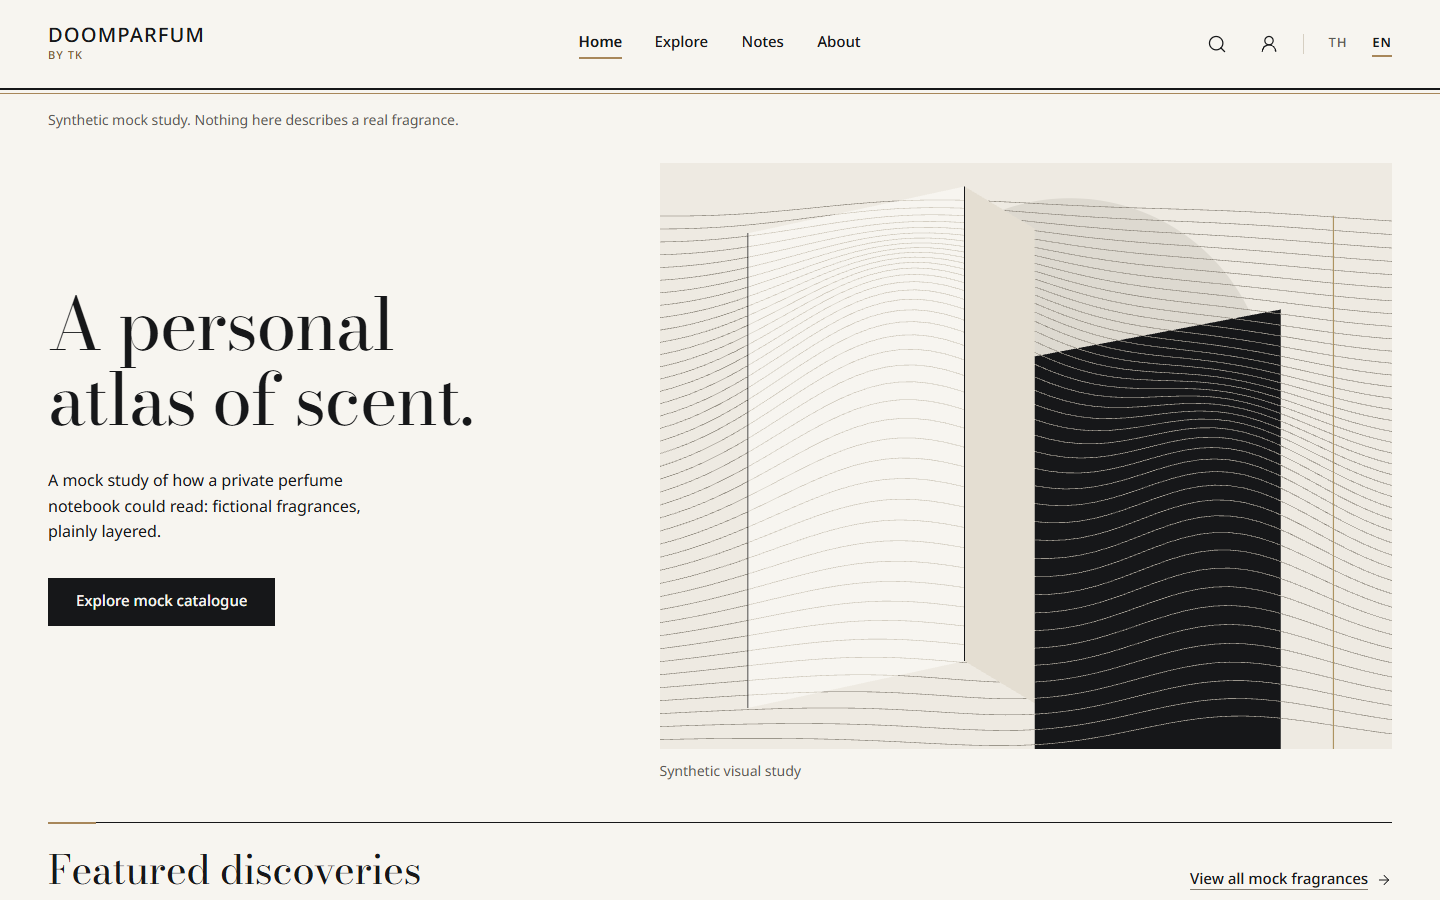 DOOMPARFUM
BY TK
Home Explore Notes About
TH EN
Synthetic mock study. Nothing here describes a real fragrance.
A personal
atlas of scent.
A mock study of how a private perfume
notebook could read: fictional fragrances,
plainly layered.
Explore mock catalogue
Synthetic visual study
Featured discoveries
View all mock fragrances